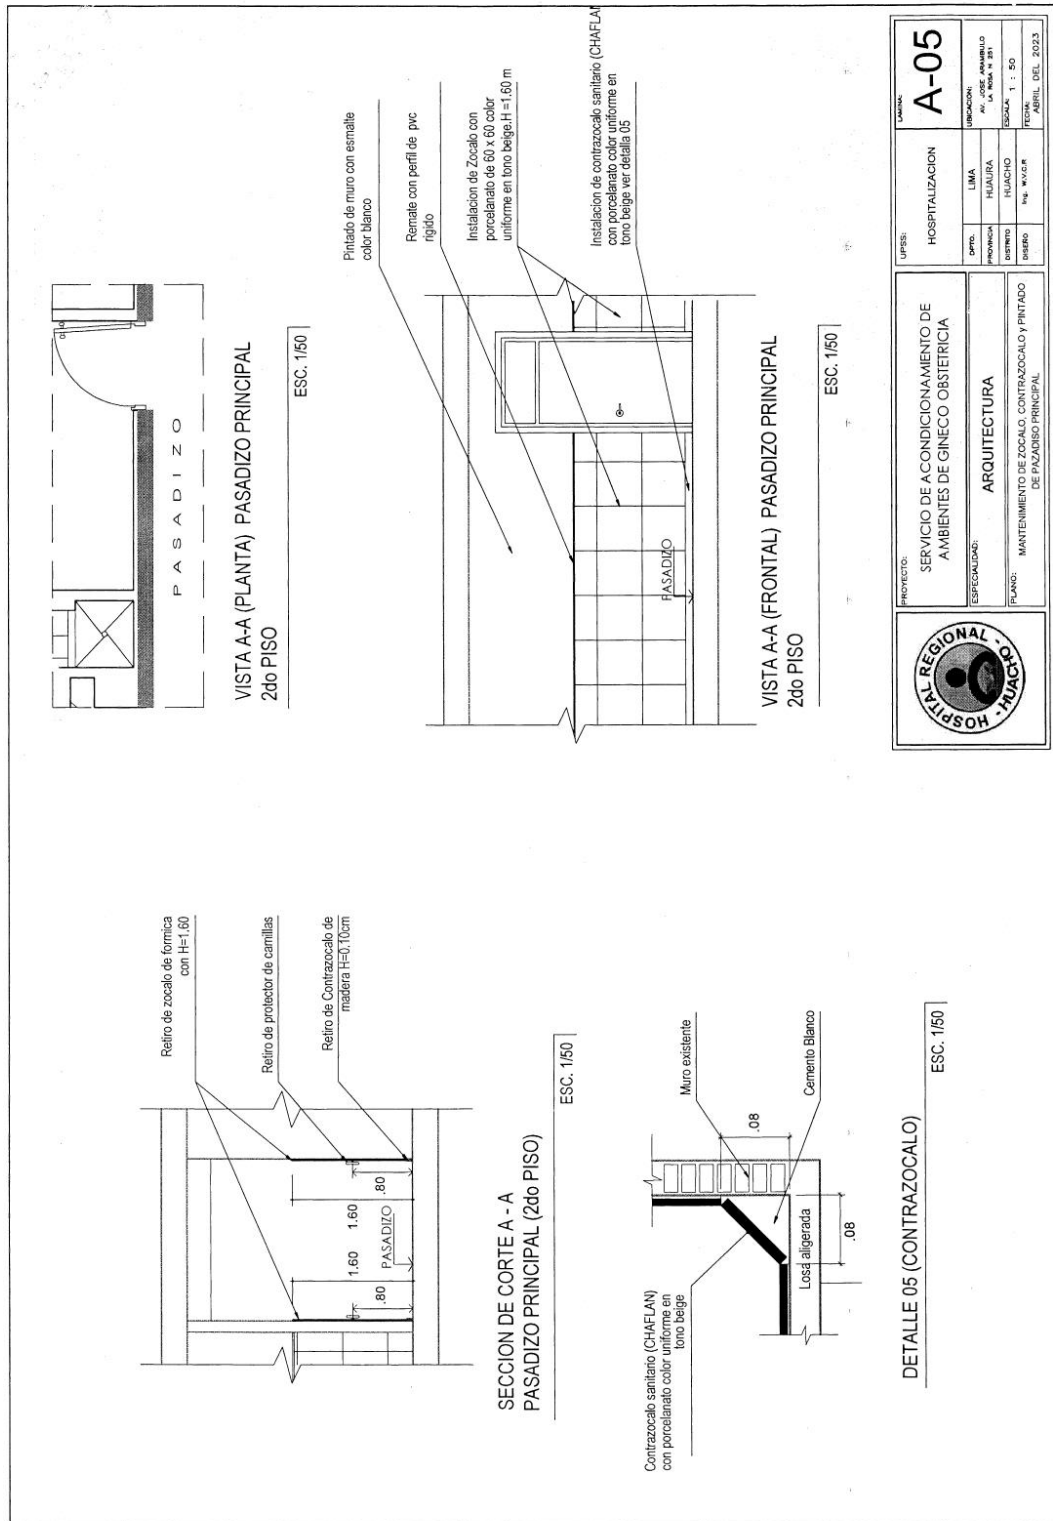 Retiro de zocalo de formica
con H=1.60
Retiro de protector de camillas
Retiro de Contrazocalo de
madera H=0.10cm
1.60
1.60
.80
.80
PASADIZO
SECCION DE CORTE A - A
PASADIZO PRINCIPAL (2do PISO)
ESC. 1/50
PASADIZO
VISTA A-A (PLANTA) PASADIZO PRINCIPAL
2do PISO
ESC. 1/50
Pintado de muro con esmalte
color blanco
Remate con perfil de pvc
rigido
Instalacion de Zocalo con
porcelanato de 60 x 60 color
uniforme en tono beige.H =1.60 m
Instalacion de contrazocalo sanitario (CHAFLAN
con porcelanato color uniforme en
tono beige ver detalla 05
PASADIZO
VISTA A-A (FRONTAL) PASADIZO PRINCIPAL
2do PISO
ESC. 1/50
Contrazocalo sanitario (CHAFLAN)
con porcelanato color uniforme en
tono beige
Muro existente
.08
Cemento Blanco
Losa aligerada
.08
DETALLE 05 (CONTRAZOCALO)
ESC. 1/50
HOSPITAL REGIONAL - HUACHO -
PROYECTO:
SERVICIO DE ACONDICIONAMIENTO DE
AMBIENTES DE GINECO OBSTETRICIA
ESPECIALIDAD:
ARQUITECTURA
PLANO:
MANTENIMIENTO DE ZOCALO, CONTRAZOCALO y PINTADO
DE PAZADISO PRINCIPAL
UPSS:
HOSPITALIZACION
DPTO.
LIMA
PROVINCIA
HUAURA
DISTRITO
HUACHO
DISEÑO
Ing. W.V.C.R
LAMINA:
A-05
UBICACION:
AV. JOSE ARAMBULO
LA ROSA N 251
ESCALA:
1 : 50
FECHA:
ABRIL DEL 2023